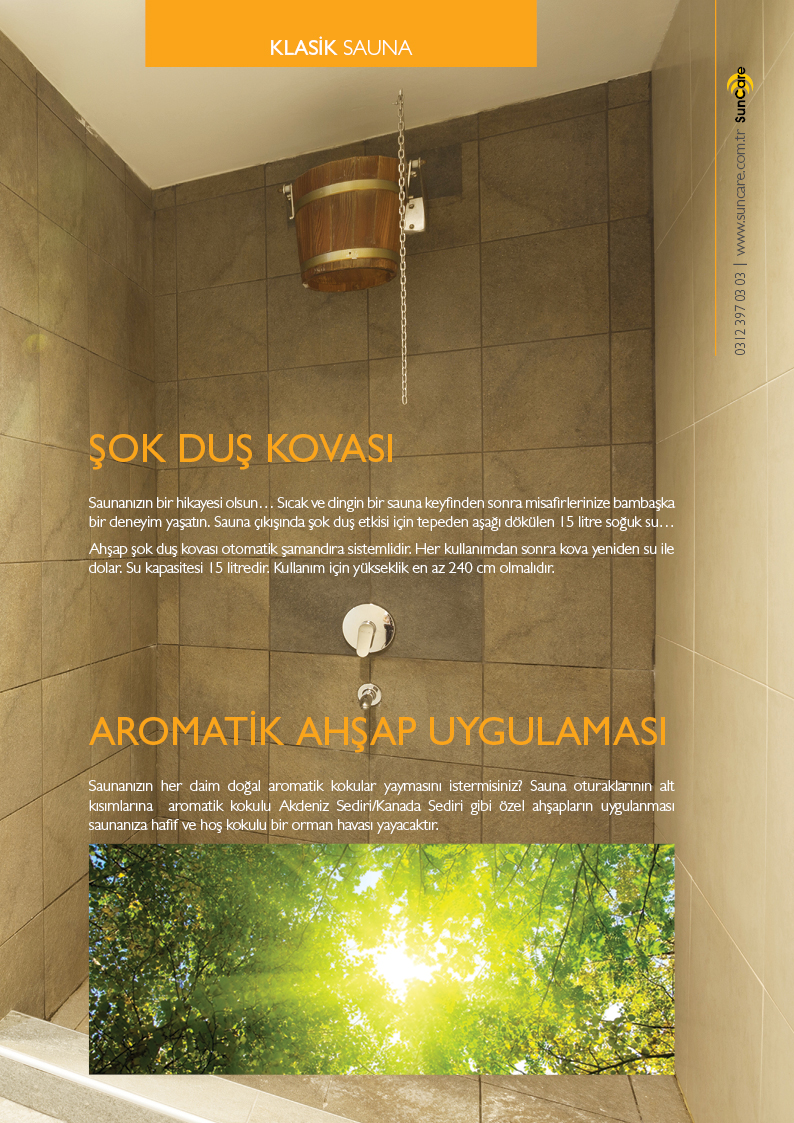 KLASİK SAUNA
0312 397 03 03 | www.suncare.com.tr SunCare
ŞOK DUŞ KOVASI
Saunanızın bir hikayesi olsun… Sıcak ve dingin bir sauna keyfinden sonra misafirlerinize bambaşka
bir deneyim yaşatın. Sauna çıkışında şok duş etkisi için tepeden aşağı dökülen 15 litre soğuk su…
Ahşap şok duş kovası otomatik şamandıra sistemlidir. Her kullanımdan sonra kova yeniden su ile
dolar. Su kapasitesi 15 litredir. Kullanım için yükseklik en az 240 cm olmalıdır.
AROMATİK AHŞAP UYGULAMASI
Saunanızın her daim doğal aromatik kokular yaymasını istermisiniz? Sauna oturaklarının alt
kısımlarına aromatik kokulu Akdeniz Sediri/Kanada Sediri gibi özel ahşapların uygulanması
saunanıza hafif ve hoş kokulu bir orman havası yayacaktır.